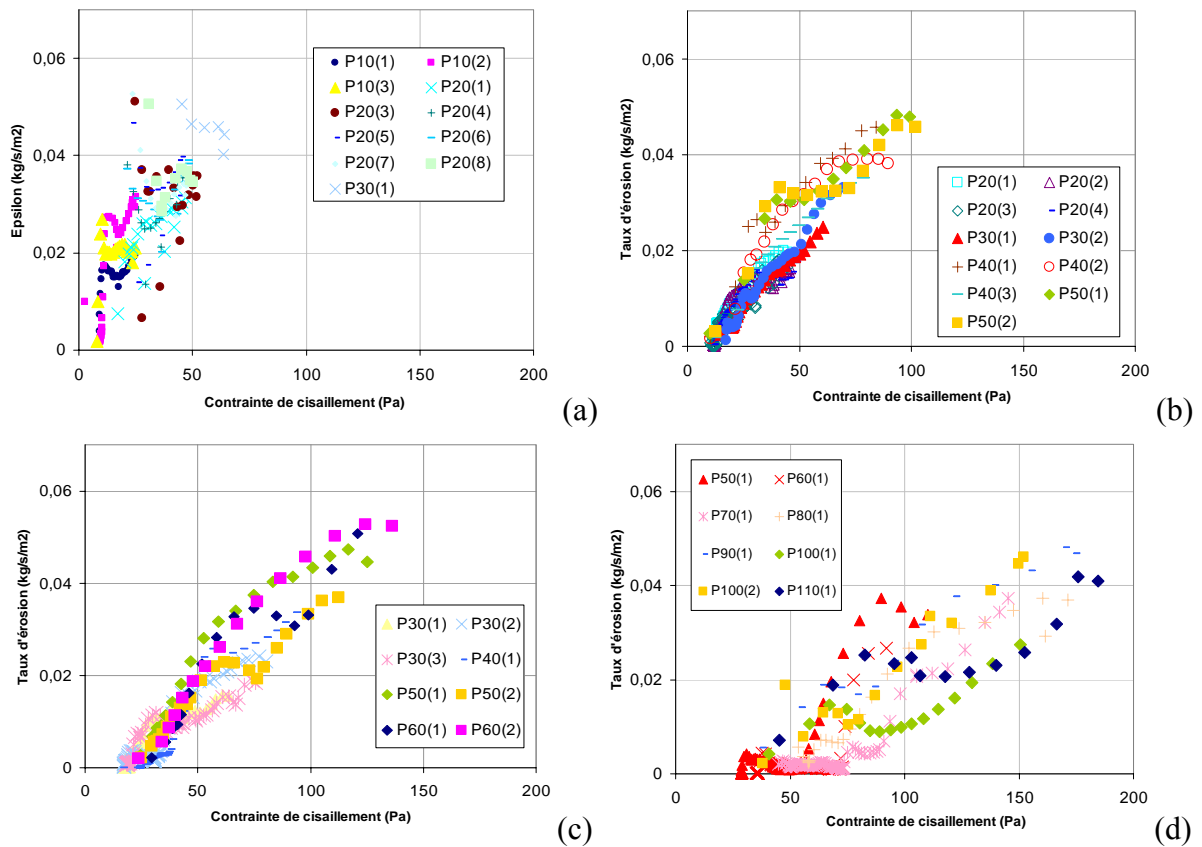 0,06
0,04
0,02
0
0 50 100 150 200
Epsilon (kg/s/m2)
Contrainte de cisaillement (Pa)
P10(1) P10(2)
P10(3) P20(1)
P20(3) P20(4)
P20(5) P20(6)
P20(7) P20(8)
P30(1)
(a)
0,06
0,04
0,02
0
0 50 100 150 200
Taux d'érosion (kg/s/m2)
Contrainte de cisaillement (Pa)
P20(1) P20(2)
P20(3) P20(4)
P30(1) P30(2)
P40(1) P40(2)
P40(3) P50(1)
P50(2)
(b)
0,06
0,04
0,02
0
0 50 100 150 200
Taux d'érosion (kg/s/m2)
Contrainte de cisaillement (Pa)
P30(1) P30(2)
P30(3) P40(1)
P50(1) P50(2)
P60(1) P60(2)
(c)
0,06
0,04
0,02
0
0 50 100 150 200
Taux d'érosion (kg/s/m2)
Contrainte de cisaillement (Pa)
P50(1) P60(1)
P70(1) P80(1)
P90(1) P100(1)
P100(2) P110(1)
(d)